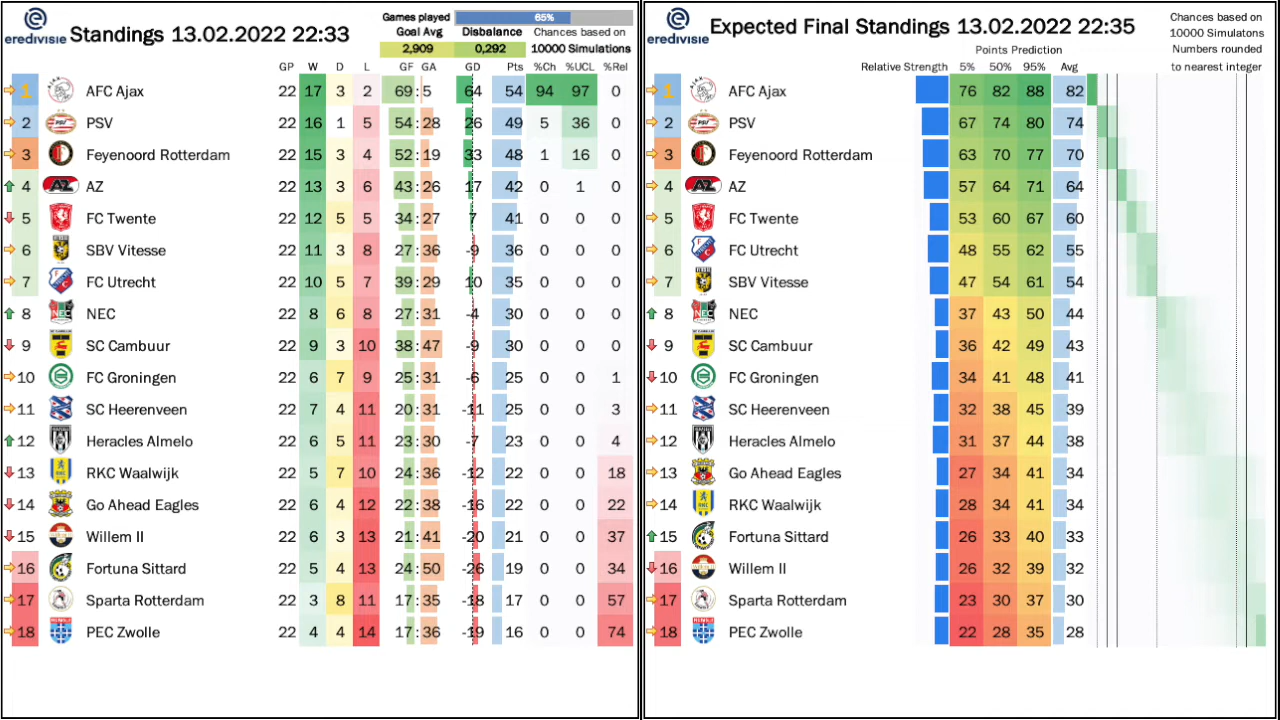 eredivisie Standings 13.02.2022 22:33
Games played 65%
Goal Avg Disbalance Chances based on
2,909 0,292 10000 Simulations
GP W D L GF GA GD Pts %Ch %UCL %Rel
1 AFC Ajax 22 17 3 2 69:5 64 54 94 97 0
2 PSV 22 16 1 5 54:28 26 49 5 36 0
3 Feyenoord Rotterdam 22 15 3 4 52:19 33 48 1 16 0
4 AZ 22 13 3 6 43:26 17 42 0 1 0
5 FC Twente 22 12 5 5 34:27 7 41 0 0 0
6 SBV Vitesse 22 11 3 8 27:36 -9 36 0 0 0
7 FC Utrecht 22 10 5 7 39:29 10 35 0 0 0
8 NEC 22 8 6 8 27:31 -4 30 0 0 0
9 SC Cambuur 22 9 3 10 38:47 -9 30 0 0 0
10 FC Groningen 22 6 7 9 25:31 -6 25 0 0 1
11 SC Heerenveen 22 7 4 11 20:31 -11 25 0 0 3
12 Heracles Almelo 22 6 5 11 23:30 -7 23 0 0 4
13 RKC Waalwijk 22 5 7 10 24:36 -12 22 0 0 18
14 Go Ahead Eagles 22 6 4 12 22:38 -16 22 0 0 22
15 Willem II 22 6 3 13 21:41 -20 21 0 0 37
16 Fortuna Sittard 22 5 4 13 24:50 -26 19 0 0 34
17 Sparta Rotterdam 22 3 8 11 17:35 -18 17 0 0 57
18 PEC Zwolle 22 4 4 14 17:36 -19 16 0 0 74
eredivisie Expected Final Standings 13.02.2022 22:35
Chances based on
10000 Simulatons
Numbers rounded
to nearest integer
Points Prediction
Relative Strength 5% 50% 95% Avg
1 AFC Ajax 76 82 88 82
2 PSV 67 74 80 74
3 Feyenoord Rotterdam 63 70 77 70
4 AZ 57 64 71 64
5 FC Twente 53 60 67 60
6 FC Utrecht 48 55 62 55
7 SBV Vitesse 47 54 61 54
8 NEC 37 43 50 44
9 SC Cambuur 36 42 49 43
10 FC Groningen 34 41 48 41
11 SC Heerenveen 32 38 45 39
12 Heracles Almelo 31 37 44 38
13 Go Ahead Eagles 27 34 41 34
14 RKC Waalwijk 28 34 41 34
15 Fortuna Sittard 26 33 40 33
16 Willem II 26 32 39 32
17 Sparta Rotterdam 23 30 37 30
18 PEC Zwolle 22 28 35 28